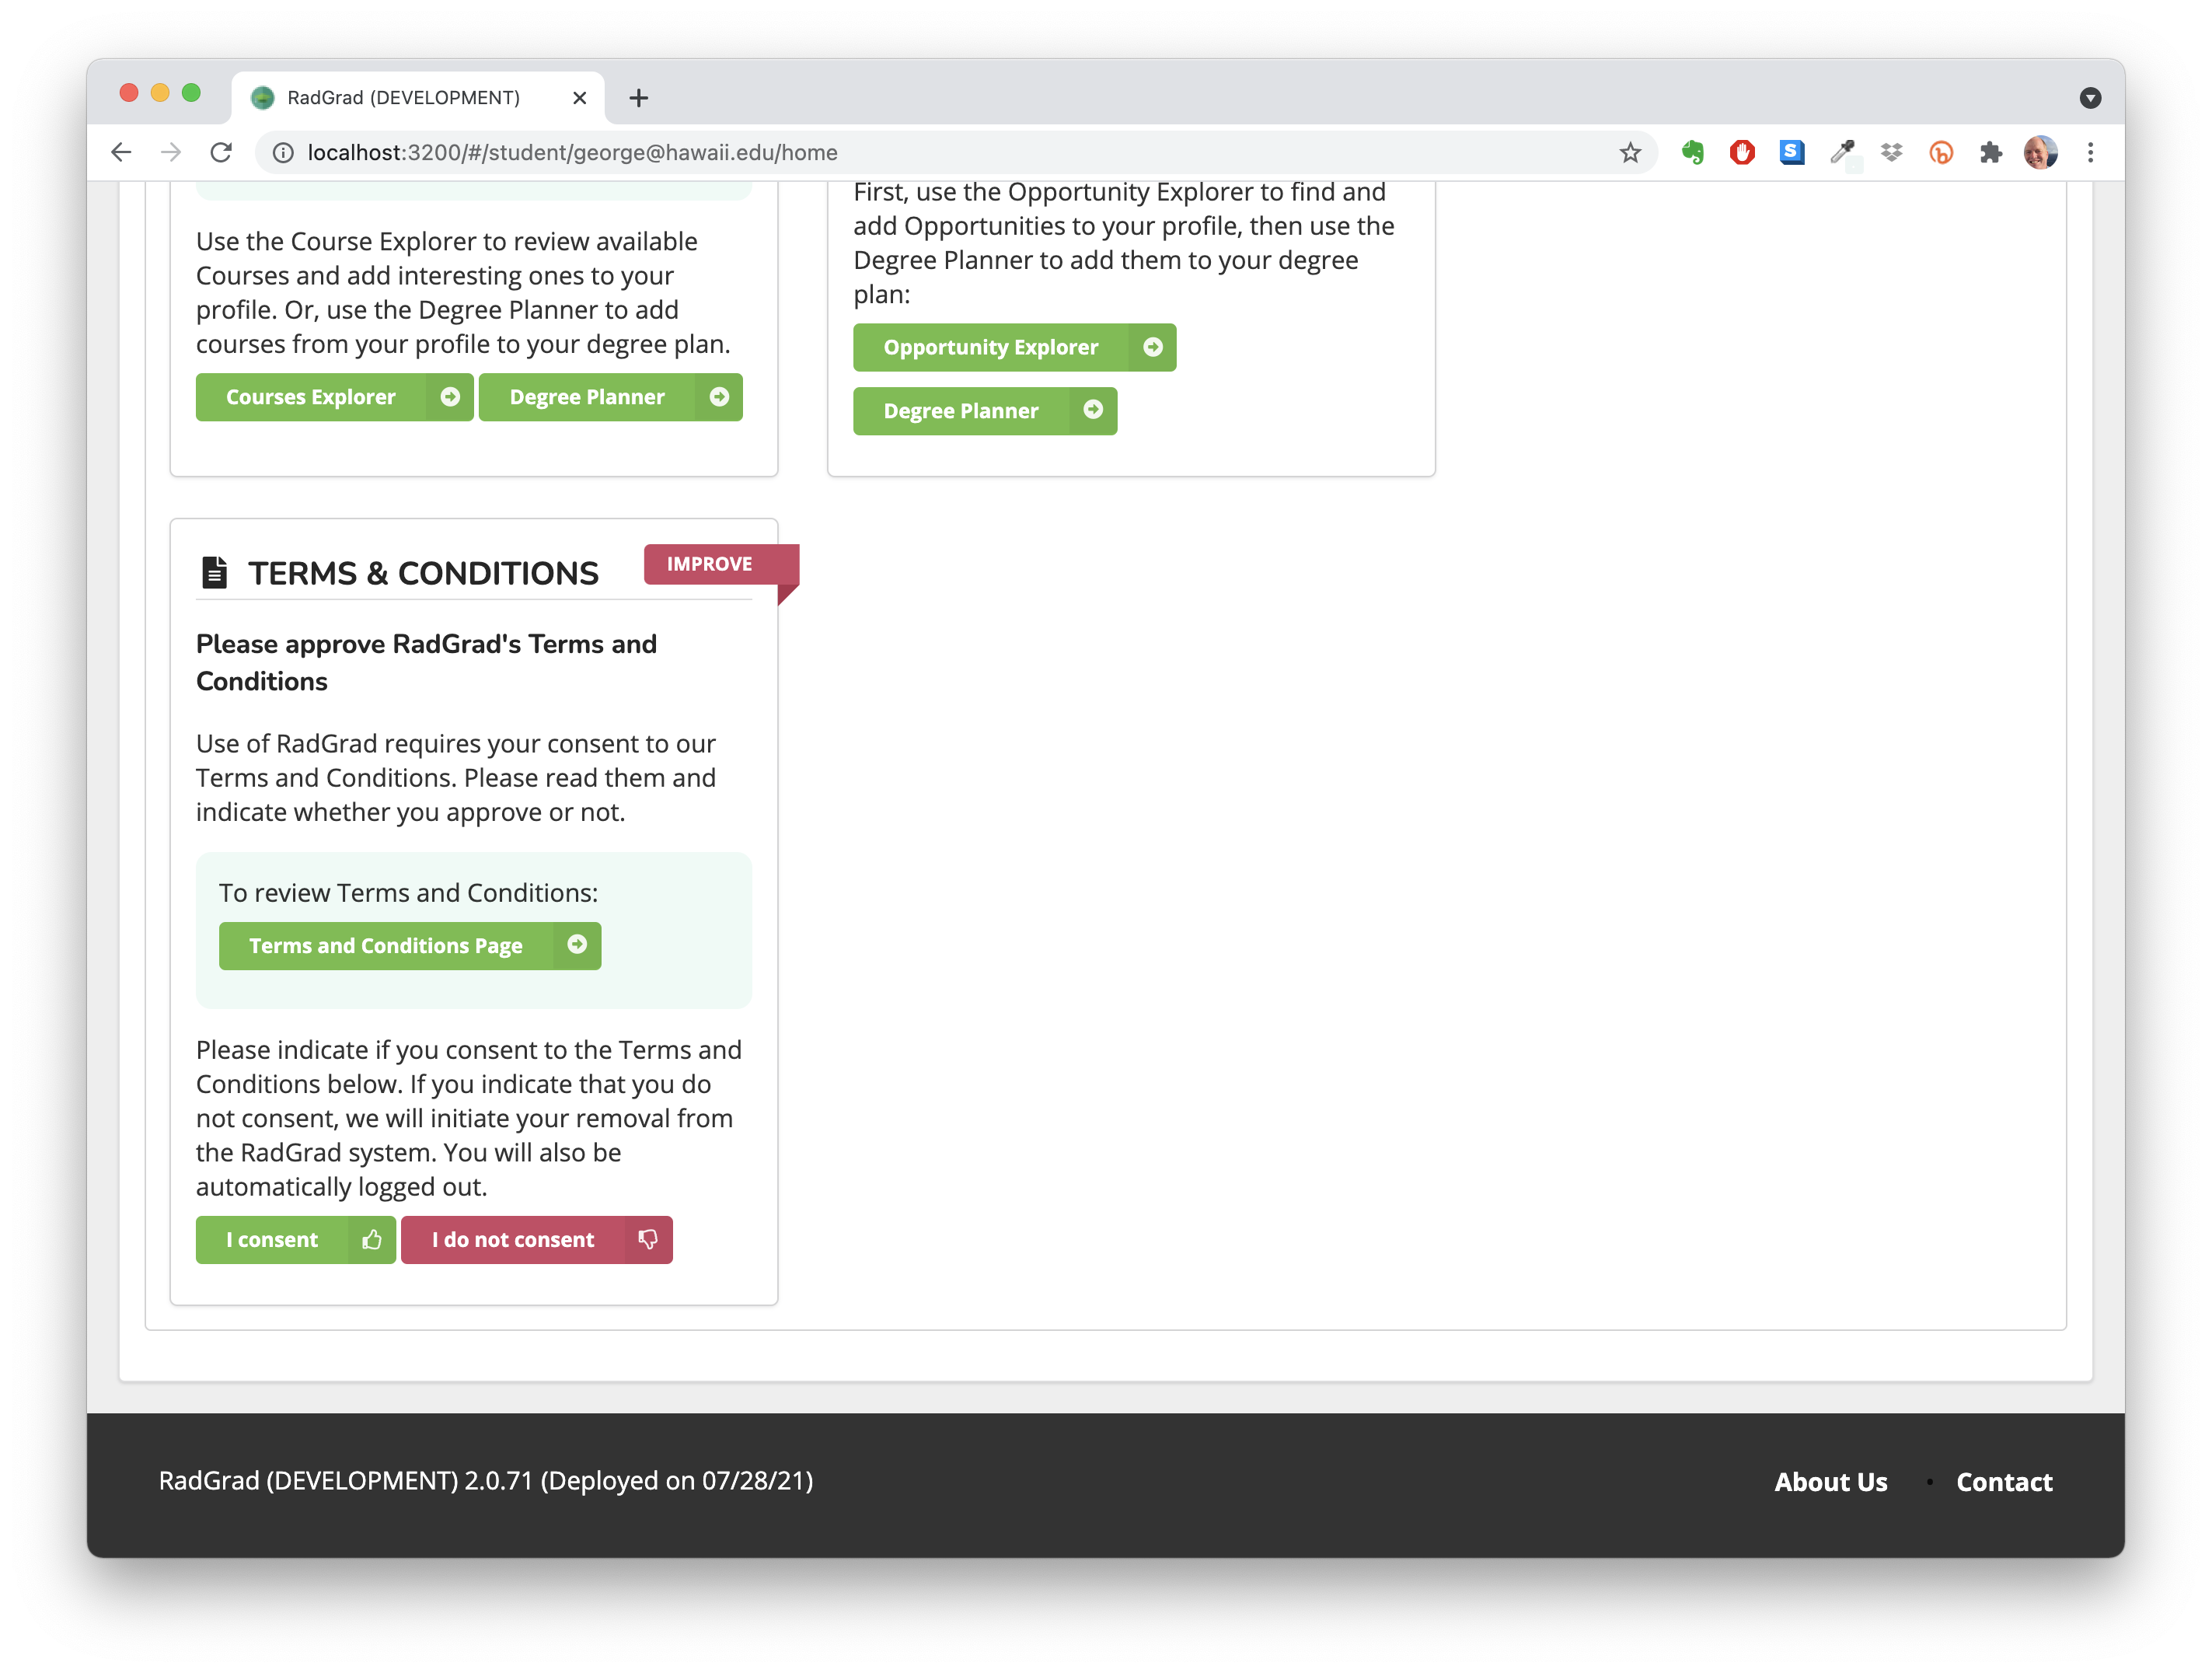 RadGrad (DEVELOPMENT)
localhost:3200/#/student/george@hawaii.edu/home
Use the Course Explorer to review available
Courses and add interesting ones to your
profile. Or, use the Degree Planner to add
courses from your profile to your degree plan.
Courses Explorer
Degree Planner
First, use the Opportunity Explorer to find and
add Opportunities to your profile, then use the
Degree Planner to add them to your degree
plan:
Opportunity Explorer
Degree Planner
TERMS & CONDITIONS
IMPROVE
Please approve RadGrad's Terms and
Conditions
Use of RadGrad requires your consent to our
Terms and Conditions. Please read them and
indicate whether you approve or not.
To review Terms and Conditions:
Terms and Conditions Page
Please indicate if you consent to the Terms and
Conditions below. If you indicate that you do
not consent, we will initiate your removal from
the RadGrad system. You will also be
automatically logged out.
I consent
I do not consent
RadGrad (DEVELOPMENT) 2.0.71 (Deployed on 07/28/21)
About Us • Contact